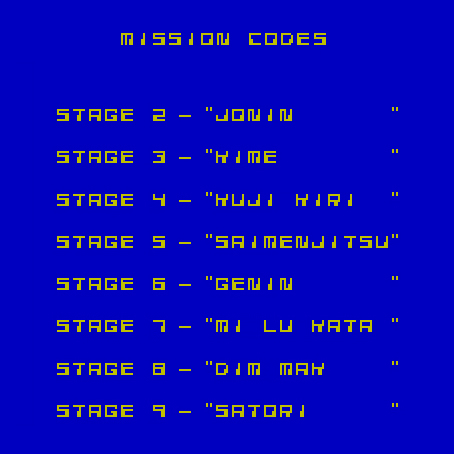 MISSION CODES
STAGE 2 - "JONIN          "
STAGE 3 - "KIME           "
STAGE 4 - "KUJI KIRI  "
STAGE 5 - "SAIMENJITSU"
STAGE 6 - "GENIN          "
STAGE 7 - "MI LU KATA "
STAGE 8 - "DIM MAK    "
STAGE 9 - "SATORI     "